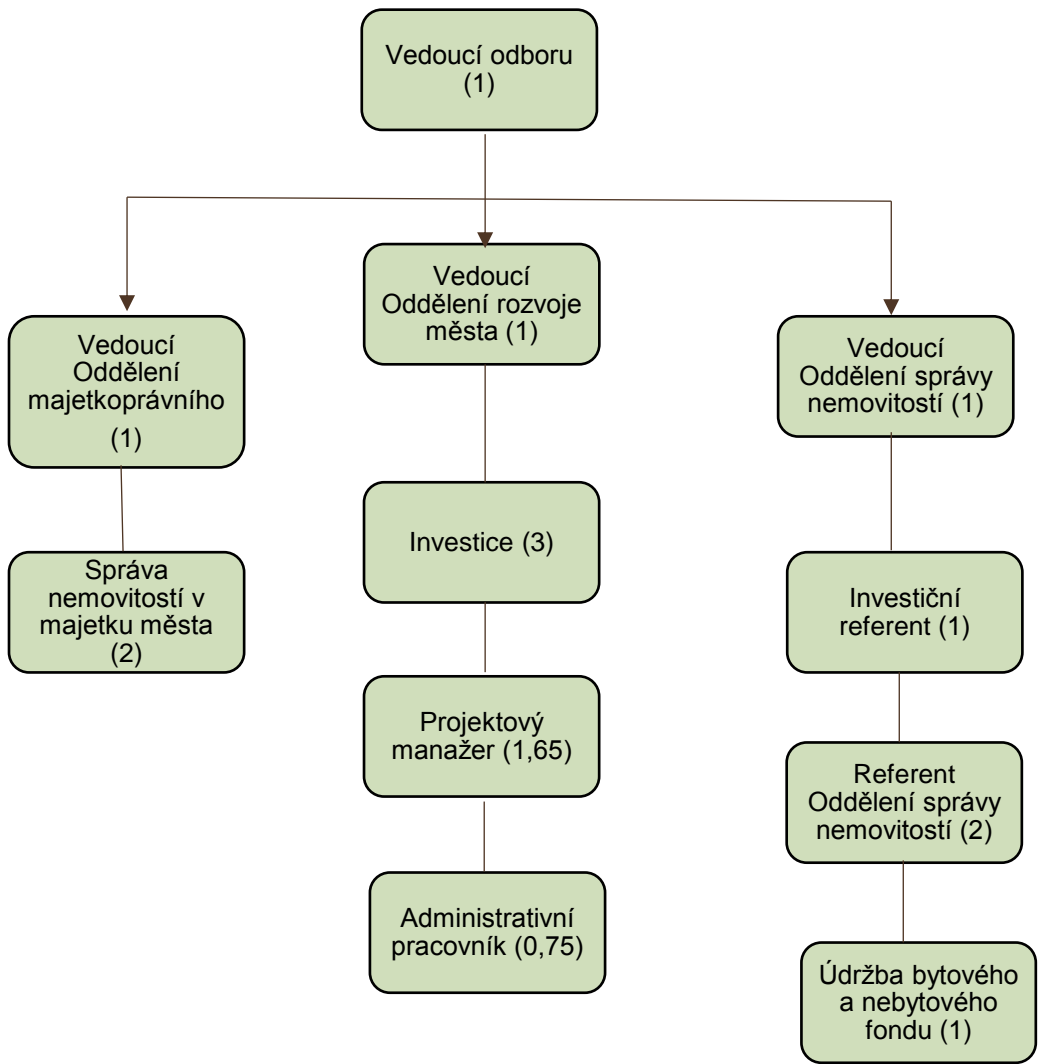 Vedoucí odboru
(1)
Vedoucí
Oddělení
majetkoprávního
(1)
Vedoucí
Oddělení rozvoje
města (1)
Vedoucí
Oddělení správy
nemovitostí (1)
Správa
nemovitostí v
majetku města
(2)
Investice (3)
Investiční
referent (1)
Projektový
manažer (1,65)
Referent
Oddělení správy
nemovitostí (2)
Administrativní
pracovník (0,75)
Údržba bytového
a nebytového
fondu (1)